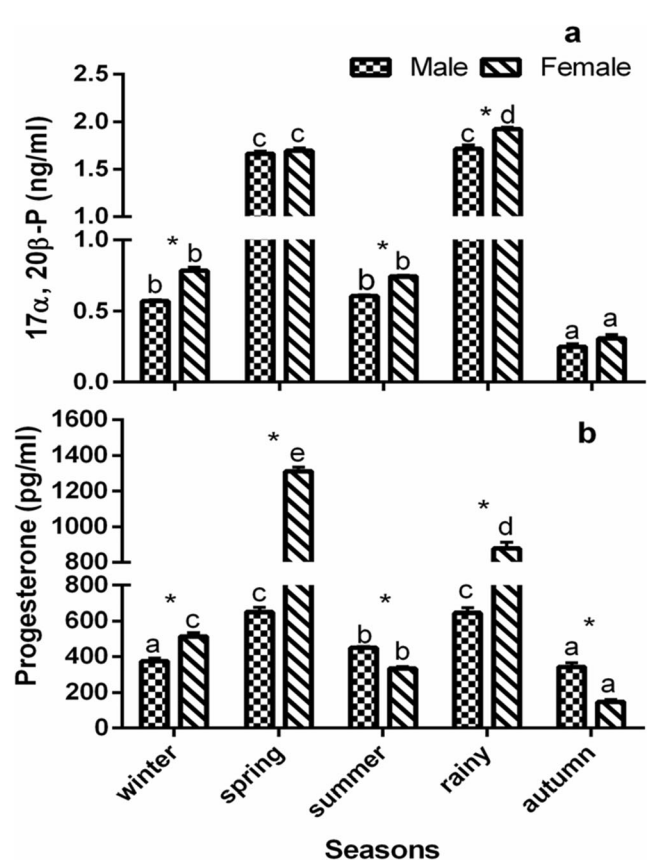 a
Male Female
17α, 20β-P (ng/ml)
2.5
2.0
1.5
1.0
1.0
0.5
0.0
b * b
c c
b * b
c * d
a a
b
Progesterone (pg/ml)
1600
1400
1200
1000
800
800
600
400
200
0
a * c
c * e
b * b
c * d
a * a
winter
spring
summer
rainy
autumn
Seasons